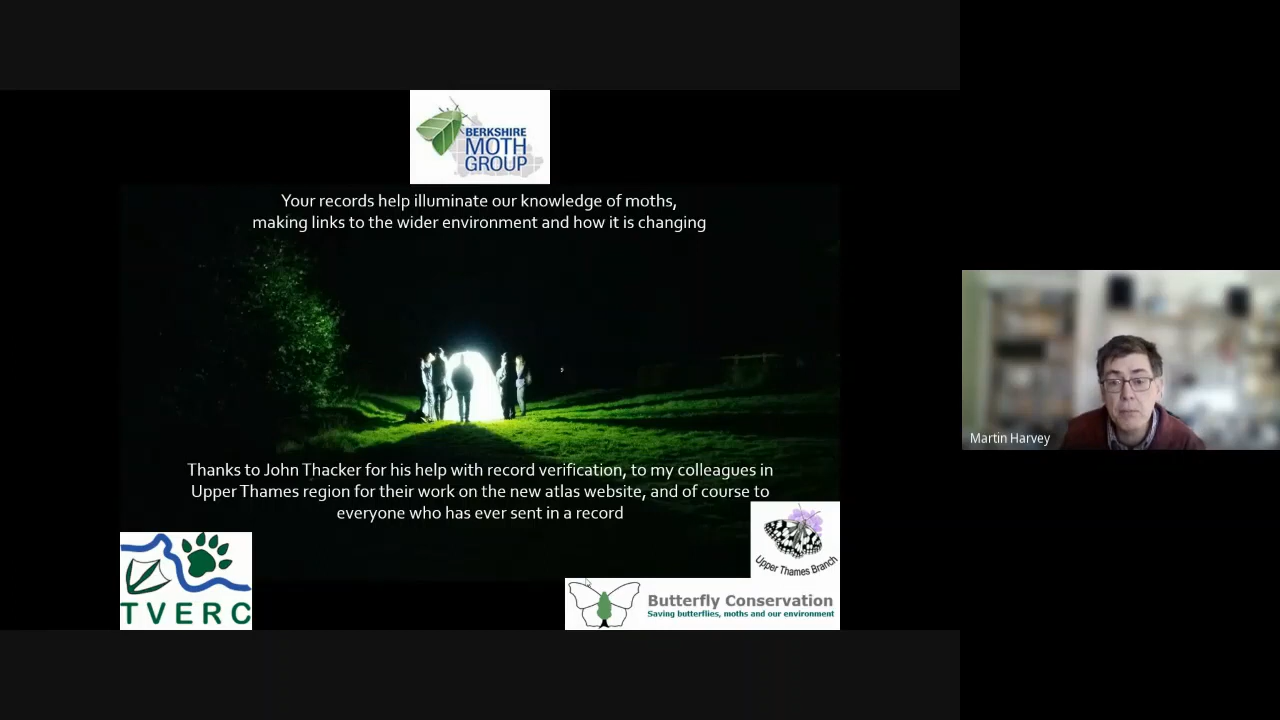 BERKSHIRE
MOTH
GROUP
Your records help illuminate our knowledge of moths,
making links to the wider environment and how it is changing
Martin Harvey
Thanks to John Thacker for his help with record verification, to my colleagues in
Upper Thames region for their work on the new atlas website, and of course to
everyone who has ever sent in a record
Upper Thames Branch
TVERC
Butterfly Conservation
Saving butterflies, moths and our environment